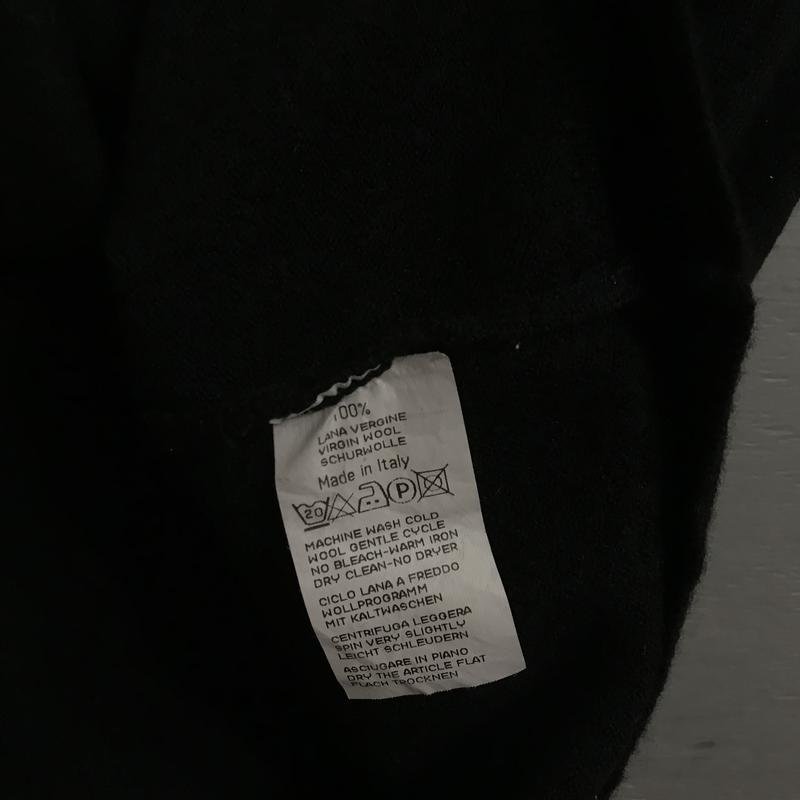 100%
LANA VERGINE
VIRGIN WOOL
SCHURWOLLE
Made in Italy
20 P
MACHINE WASH COLD
WOOL GENTLE CYCLE
NO BLEACH-WARM IRON
DRY CLEAN-NO DRYER
CICLO LANA A FREDDO
WOLLPROGRAMM
MIT KALTWASCHEN
CENTRIFUGA LEGGERA
SPIN VERY SLIGHTLY
LEICHT SCHLEUDERN
ASCIUGARE IN PIANO
DRY THE ARTICLE FLAT
FLACH TROCKNEN